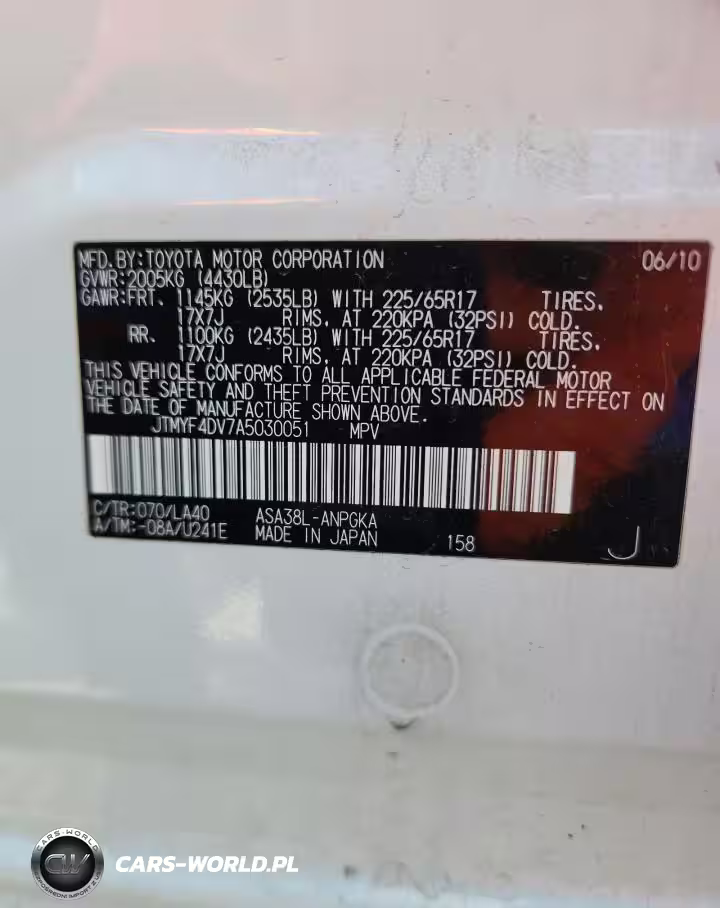 MFD.BY:TOYOTA MOTOR CORPORATION 06/10
GVWR:2005KG (4430LB)
GAWR:FRT. 1145KG (2535LB) WITH 225/65R17 TIRES,
17X7J RIMS, AT 220KPA (32PSI) COLD.
RR. 1100KG (2435LB) WITH 225/65R17 TIRES,
17X7J RIMS, AT 220KPA (32PSI) COLD.
THIS VEHICLE CONFORMS TO ALL APPLICABLE FEDERAL MOTOR
VEHICLE SAFETY AND THEFT PREVENTION STANDARDS IN EFFECT ON
THE DATE OF MANUFACTURE SHOWN ABOVE.
JTMYF4DV7A5030051 MPV
C/TR:070/LA40 ASA38L-ANPGKA
A/TM:-08A/U241E MADE IN JAPAN 158 J
CARS-WORLD
CW
CARS-WORLD.PL